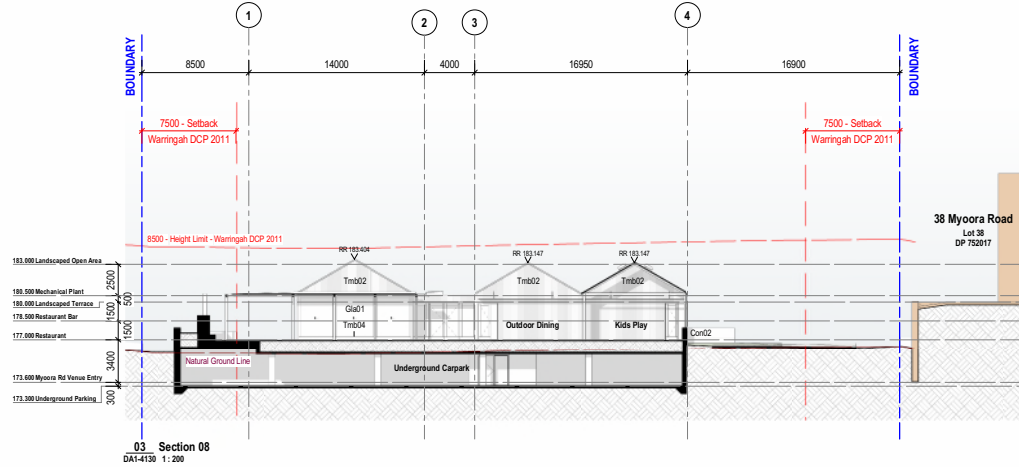 1
2
3
4
BOUNDARY
8500
14000
4000
16950
16900
BOUNDARY
7500 - Setback
Warringah DCP 2011
7500 - Setback
Warringah DCP 2011
38 Myoora Road
Lot 38
DP 752017
8500 - Height Limit - Warringah DCP 2011
RR 183.404
RR 183.147
RR 183.147
183.000 Landscaped Open Area
2500
Tmb02
Tmb02
Tmb02
180.500 Mechanical Plant
500
180.000 Landscaped Terrace
1500
Gla01
178.500 Restaurant Bar
Tmb04
Outdoor Dining
Kids Play
1500
Con02
177.000 Restaurant
3400
Natural Ground Line
Underground Carpark
173.600 Myoora Rd Venue Entry
300
173.300 Underground Parking
03 Section 08
DA1-4130 1 : 200